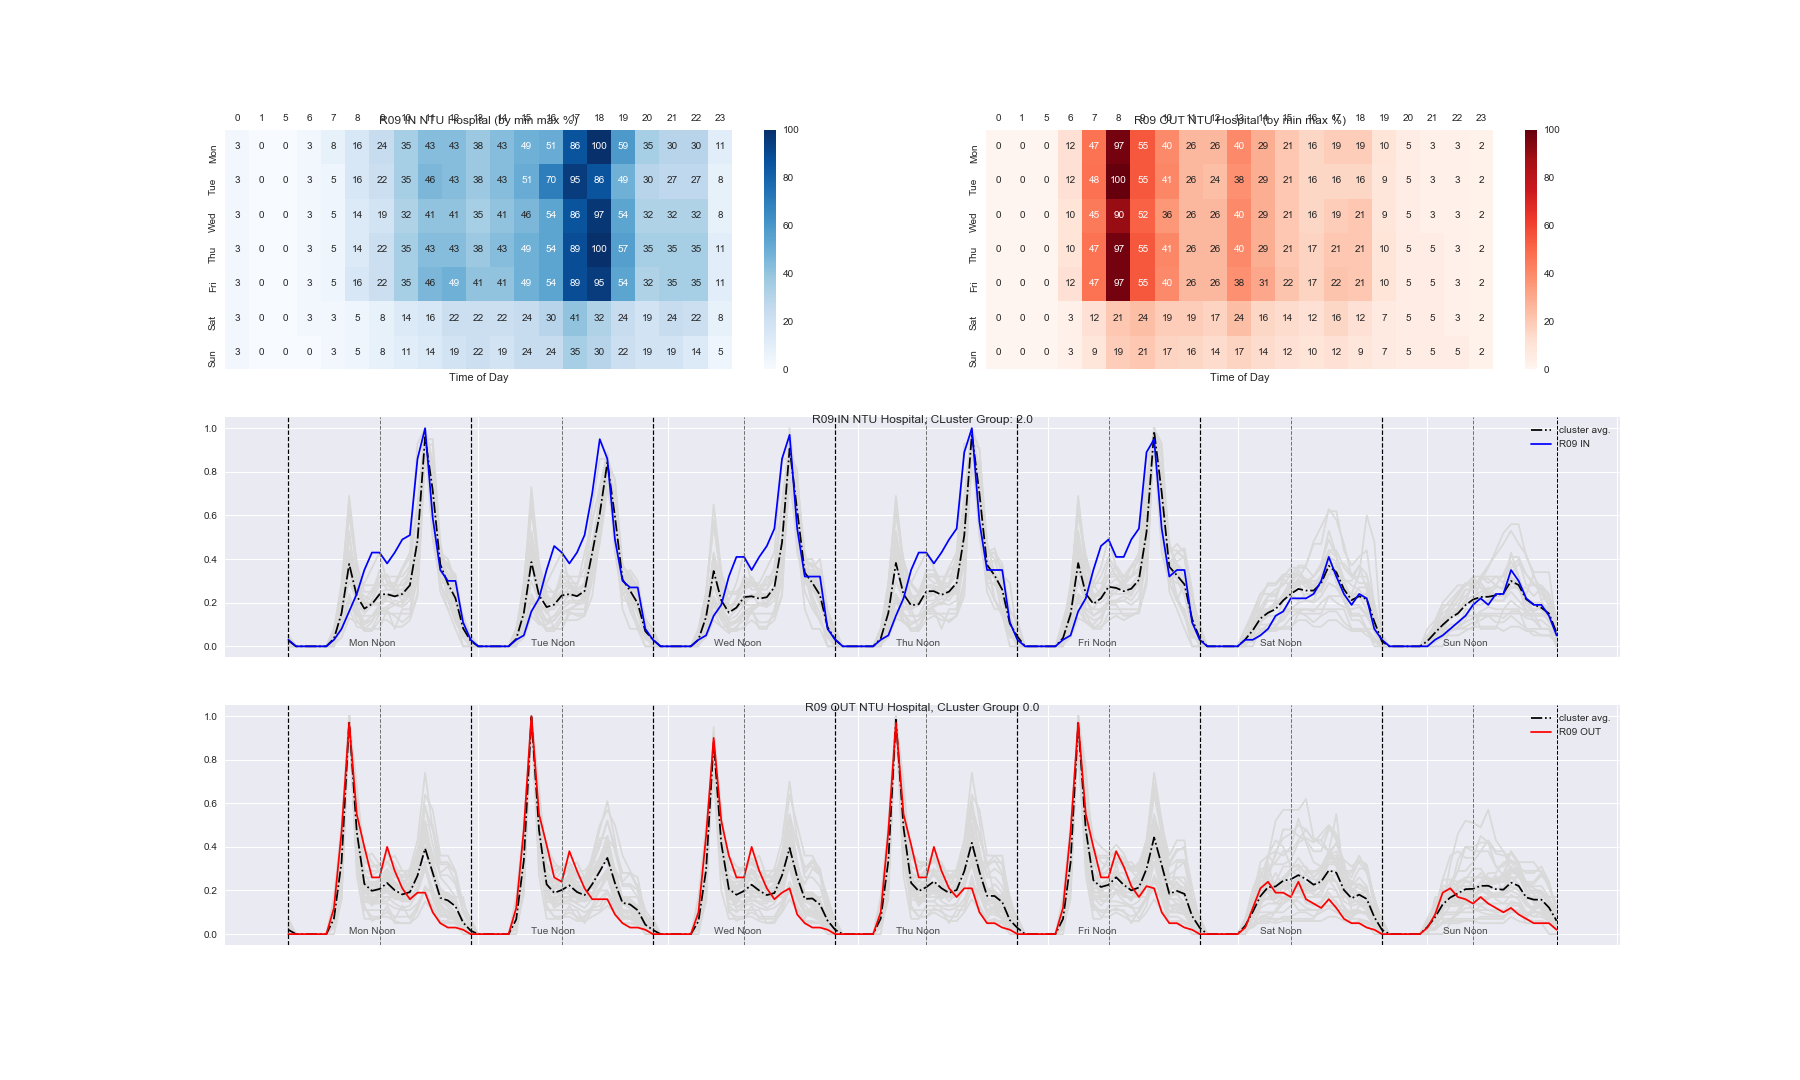 R09 IN NTU Hospital (by min max %)
0 1 5 6 7 8 9 10 11 12 13 14 15 16 17 18 19 20 21 22 23
Mon 3 0 0 3 8 16 24 35 43 43 38 43 49 51 86 100 59 35 30 30 11
Tue 3 0 0 3 5 16 22 35 46 43 38 43 51 70 95 86 49 30 27 27 8
Wed 3 0 0 3 5 14 19 32 41 41 35 41 46 54 86 97 54 32 32 32 8
Thu 3 0 0 3 5 14 22 35 43 43 38 43 49 54 89 100 57 35 35 35 11
Fri 3 0 0 3 5 16 22 35 46 49 41 41 49 54 89 95 54 32 35 35 11
Sat 3 0 0 3 3 5 8 14 16 22 22 22 24 30 41 32 24 19 24 22 8
Sun 3 0 0 0 3 5 8 11 14 19 22 19 24 24 35 30 22 19 19 14 5
Time of Day
100
80
60
40
20
0
R09 OUT NTU Hospital (by min max %)
0 1 5 6 7 8 9 10 11 12 13 14 15 16 17 18 19 20 21 22 23
Mon 0 0 0 12 47 97 55 40 26 26 40 29 21 16 19 19 10 5 3 3 2
Tue 0 0 0 12 48 100 55 41 26 24 38 29 21 16 16 16 9 5 3 3 2
Wed 0 0 0 10 45 90 52 36 26 26 40 29 21 16 19 21 9 5 3 3 2
Thu 0 0 0 10 47 97 55 41 26 26 40 29 21 17 21 21 10 5 5 3 2
Fri 0 0 0 12 47 97 55 40 26 26 38 31 22 17 22 21 10 5 5 3 2
Sat 0 0 0 3 12 21 24 19 19 17 24 16 14 12 16 12 7 5 5 3 2
Sun 0 0 0 3 9 19 21 17 16 14 17 14 12 10 12 9 7 5 5 5 2
Time of Day
100
80
60
40
20
0
R09 IN NTU Hospital, CLuster Group: 2.0
1.0
0.8
0.6
0.4
0.2
0.0
cluster avg.
R09 IN
Mon Noon Tue Noon Wed Noon Thu Noon Fri Noon Sat Noon Sun Noon
R09 OUT NTU Hospital, CLuster Group: 0.0
1.0
0.8
0.6
0.4
0.2
0.0
cluster avg.
R09 OUT
Mon Noon Tue Noon Wed Noon Thu Noon Fri Noon Sat Noon Sun Noon